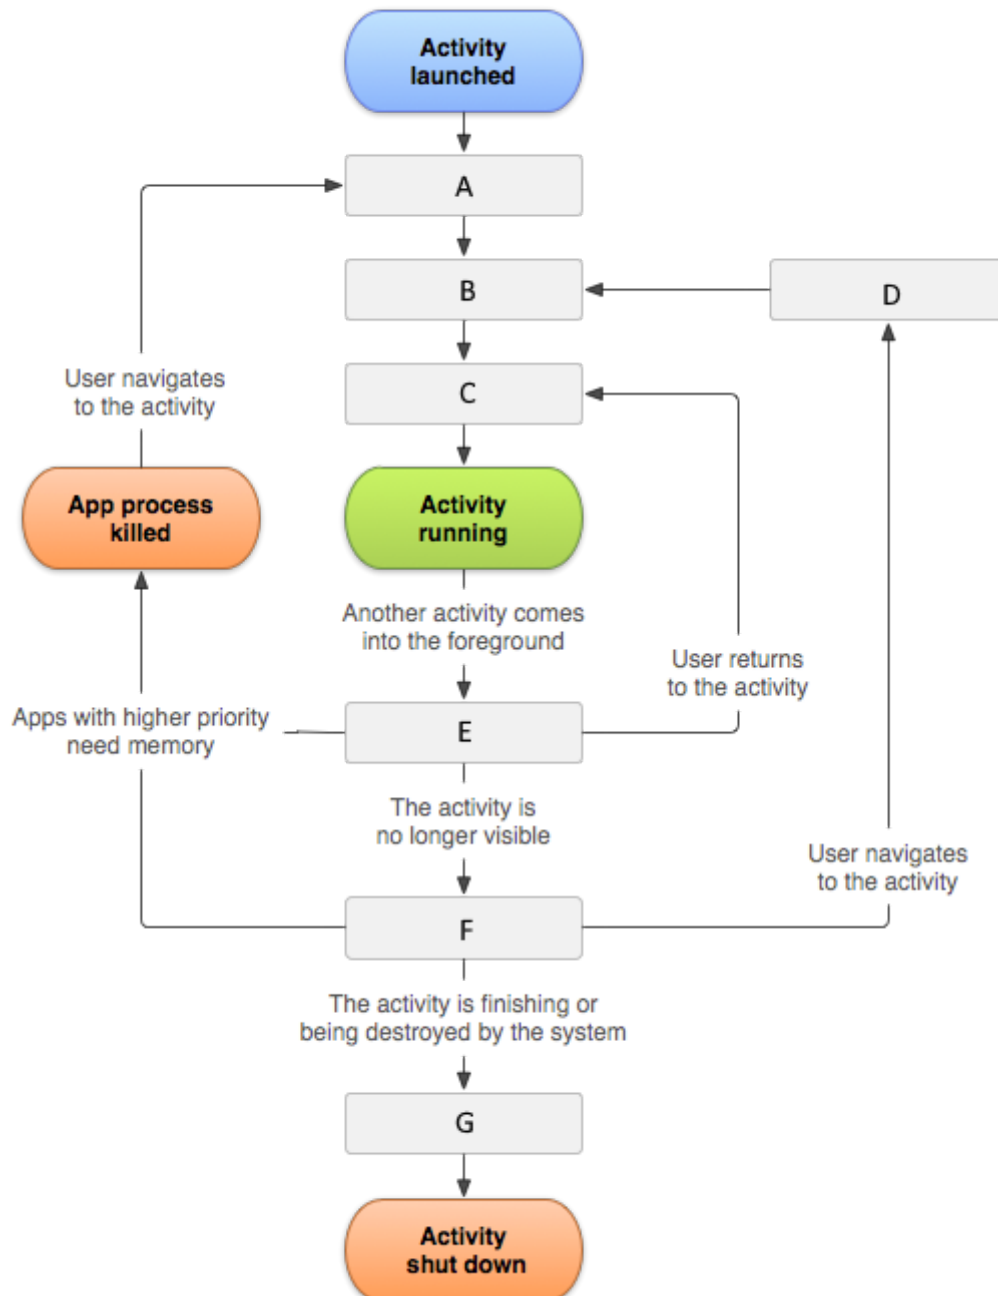 Activity
launched
A
B
D
C
User navigates
to the activity
App process
killed
Activity
running
Another activity comes
into the foreground
User returns
to the activity
Apps with higher priority
need memory
E
The activity is
no longer visible
User navigates
to the activity
F
The activity is finishing or
being destroyed by the system
G
Activity
shut down